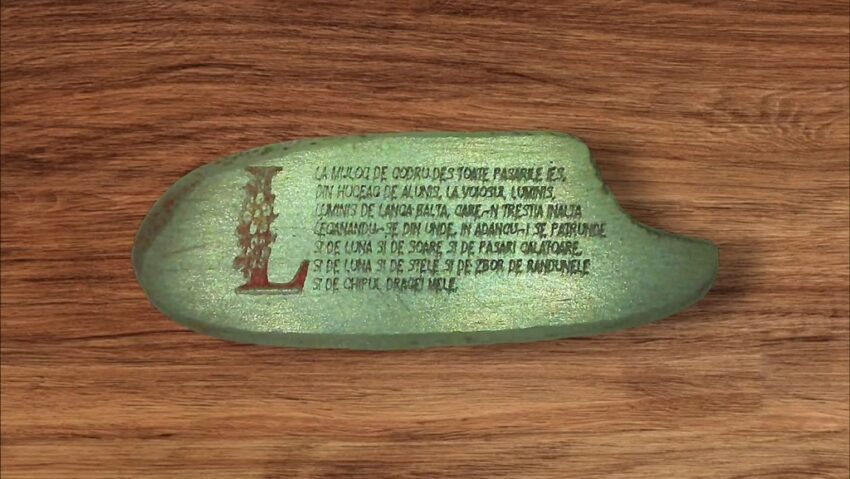 L
LA MIJLOC DE CODRU DES TOATE PASARILE IES,
DIN HUCEAG DE ALUNIS, LA VOIOSUL LUMINIS,
LUMINIS DE LANGA BALTA, CARE-N TRESTIA INALTA
LEGANANDU-SE DIN UNDE, IN ADANCU-I SE PATRUNDE
SI DE LUNA SI DE SOARE SI DE PASARI CALATOARE,
SI DE LUNA SI DE STELE SI DE ZBOR DE RANDUNELE
SI DE CHIPUL DRAGEI MELE.